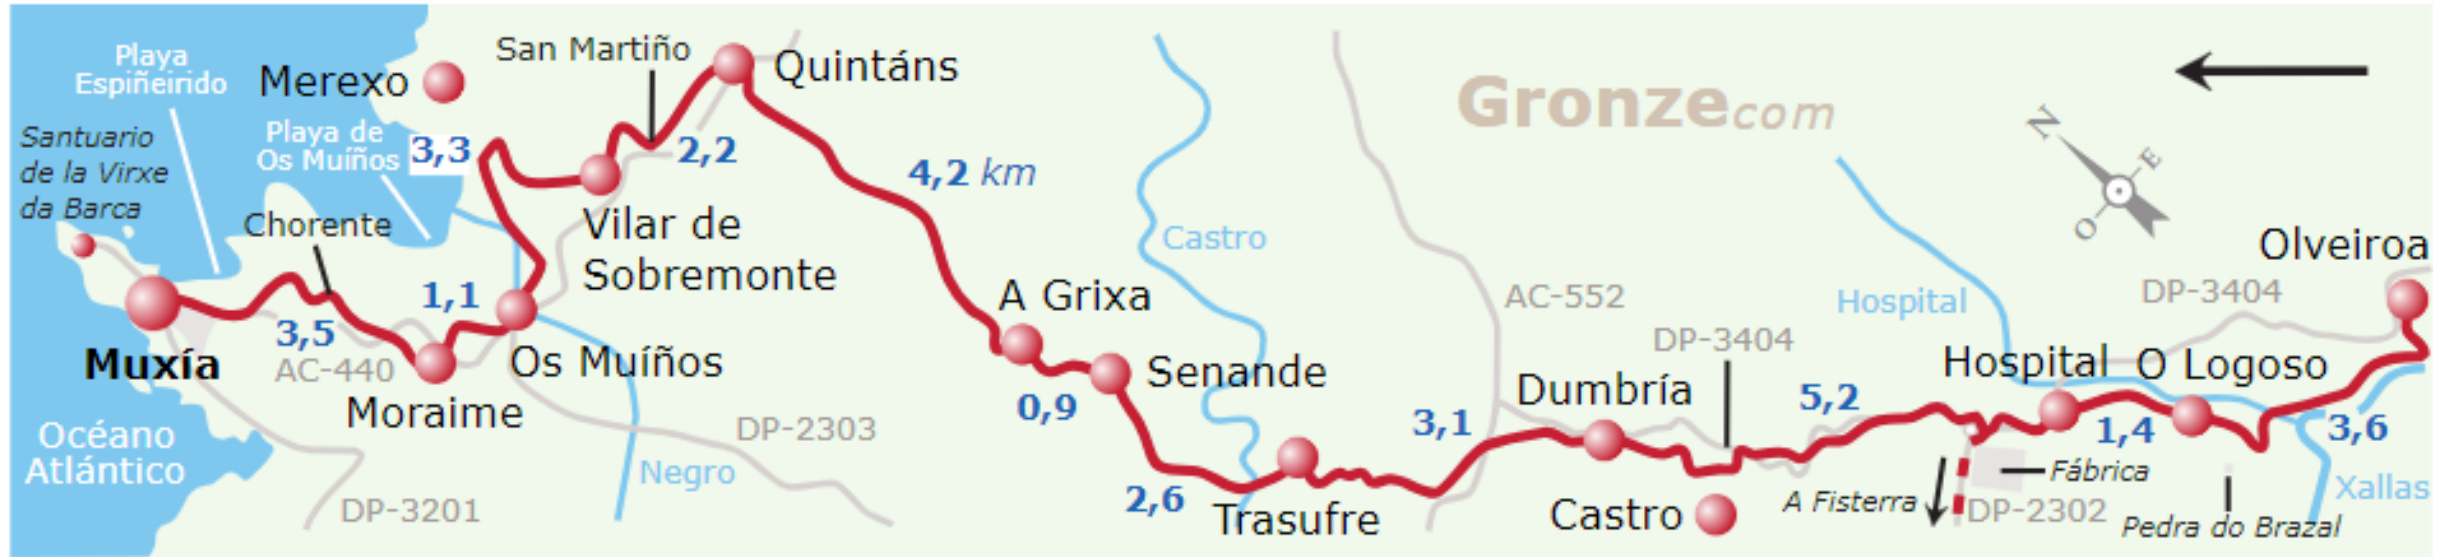 Playa
Espiñeirido
Merexo
San Martiño
Quintáns
Gronze.com
N
E
O
Santuario
de la Virxe
da Barca
Playa de
Os Muíños
3,3
2,2
4,2 km
Chorente
Vilar de
Sobremonte
Castro
Olveiroa
1,1
3,5
A Grixa
AC-552
Hospital
DP-3404
Muxía
AC-440
Os Muíños
Moraime
Senande
0,9
Dumbría
DP-3404
5,2
Hospital
O Logoso
3,1
1,4
3,6
Océano
Atlántico
DP-2303
Negro
DP-3201
2,6
Trasufre
Castro
A Fisterra
Fábrica
DP-2302
Pedra do Brazal
Xallas